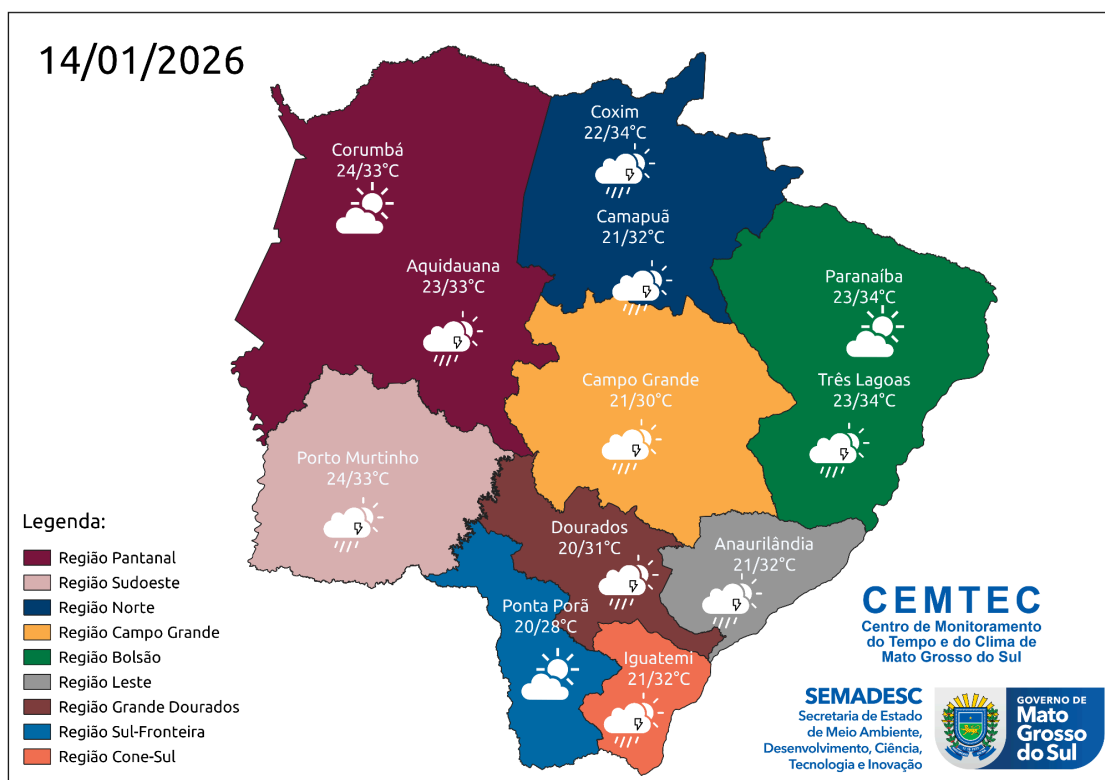 14/01/2026
Coxim
22/34°C
Corumbá
24/33°C
Camapuã
21/32°C
Aquidauana
23/33°C
Paranaíba
23/34°C
Campo Grande
21/30°C
Três Lagoas
23/34°C
Porto Murtinho
24/33°C
Dourados
20/31°C
Anaurilândia
21/32°C
Ponta Porã
20/28°C
Iguatemi
21/32°C
Legenda:
Região Pantanal
Região Sudoeste
Região Norte
Região Campo Grande
Região Bolsão
Região Leste
Região Grande Dourados
Região Sul-Fronteira
Região Cone-Sul
CEMTEC
Centro de Monitoramento
do Tempo e do Clima de
Mato Grosso do Sul
SEMADESC
Secretaria de Estado
de Meio Ambiente,
Desenvolvimento, Ciência,
Tecnologia e Inovação
GOVERNO DE
Mato
Grosso
do Sul